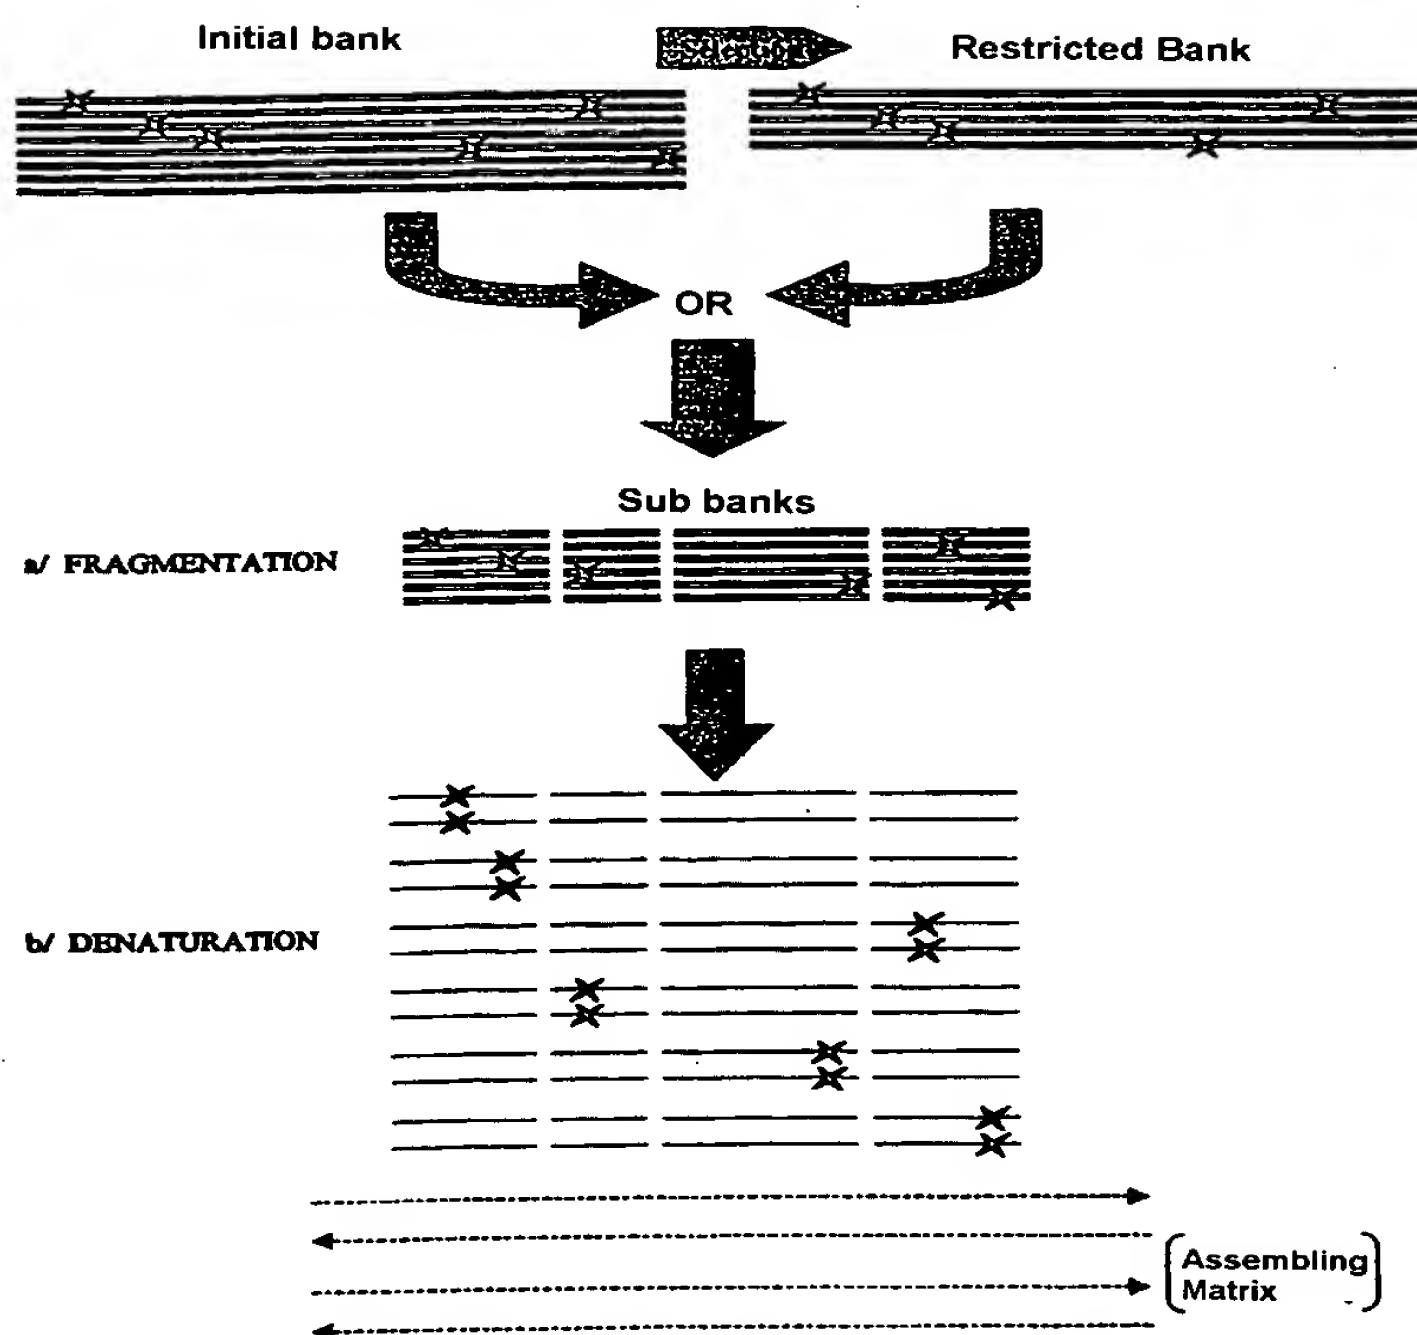 Initial bank
Restricted Bank
OR
Sub banks
a/ FRAGMENTATION
b/ DENATURATION
Assembling
Matrix